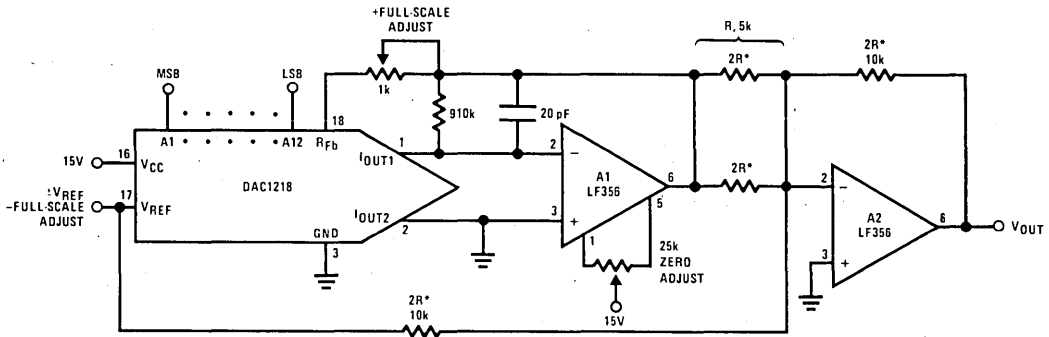 +FULL-SCALE
ADJUST
R, 5k
MSB
LSB
1k
2R*
2R*
10k
A1
A12
18
RFb
910k
20 pF
15V
16
VCC
DAC1218
IOUT1
1
2
−
A1
LF356
6
2R*
2
−
A2
LF356
6
VOUT
±VREF
−FULL-SCALE
ADJUST
17
VREF
IOUT2
2
3
+
5
1
25k
ZERO
ADJUST
3
+
GND
3
15V
2R*
10k